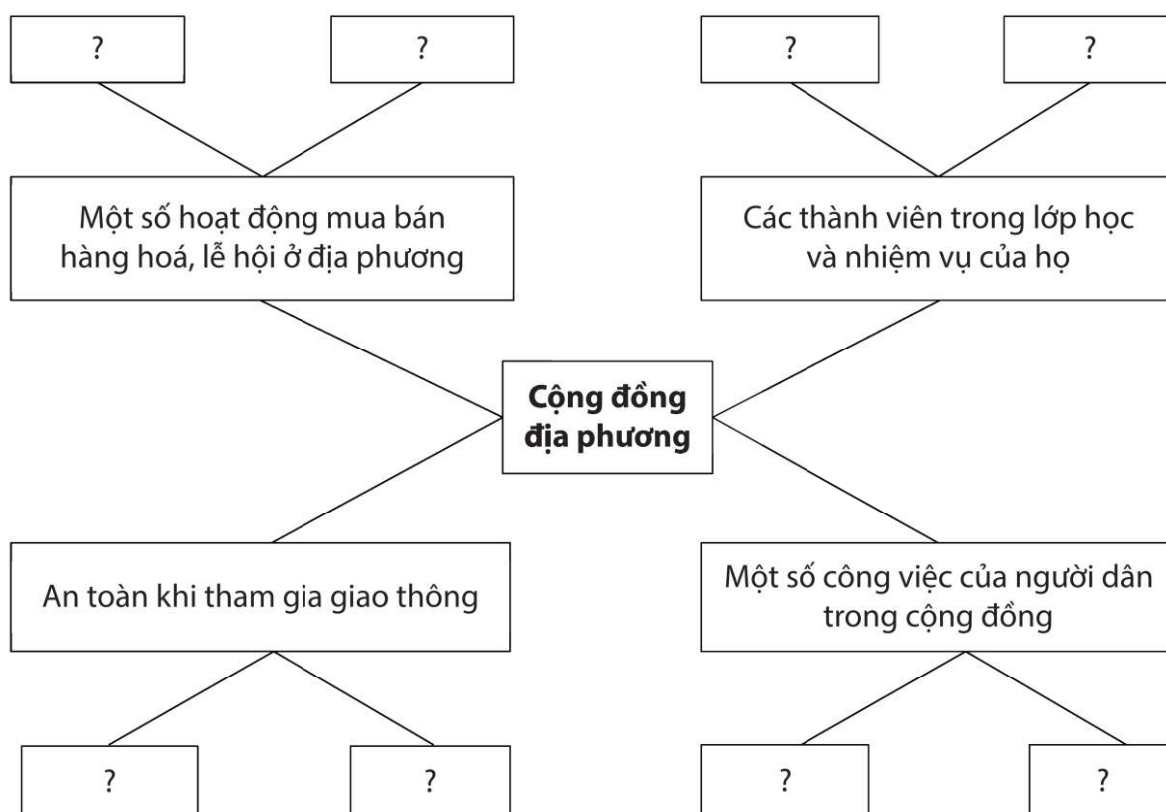 ?
?
?
?
Một số hoạt động mua bán
hàng hoá, lễ hội ở địa phương
Các thành viên trong lớp học
và nhiệm vụ của họ
Cộng đồng
địa phương
An toàn khi tham gia giao thông
Một số công việc của người dân
trong cộng đồng
?
?
?
?